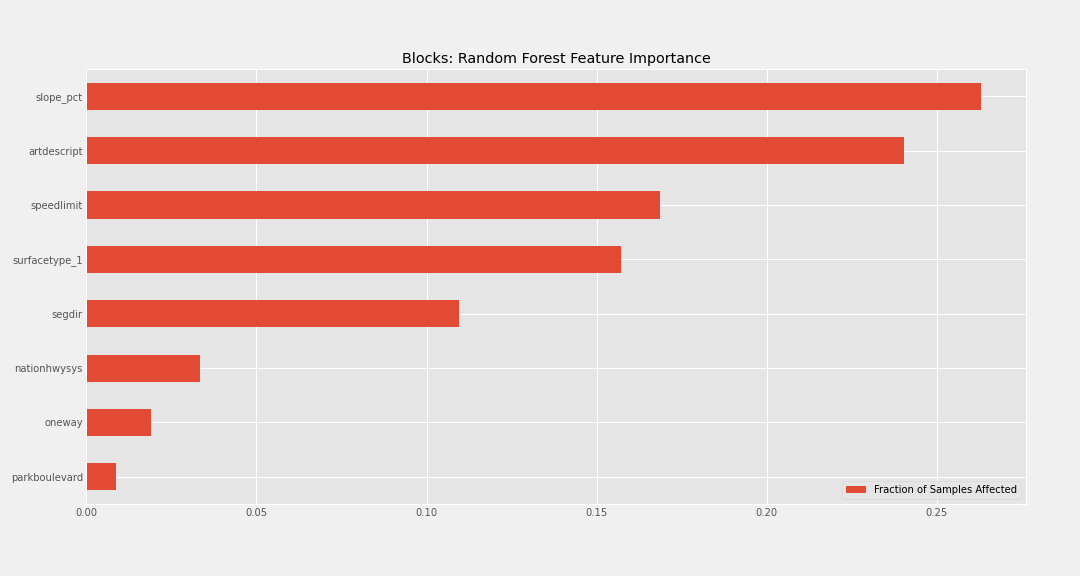 Blocks: Random Forest Feature Importance
slope_pct
artdescript
speedlimit
surfacetype_1
segdir
nationhwysys
oneway
parkboulevard
Fraction of Samples Affected
0.00 0.05 0.10 0.15 0.20 0.25